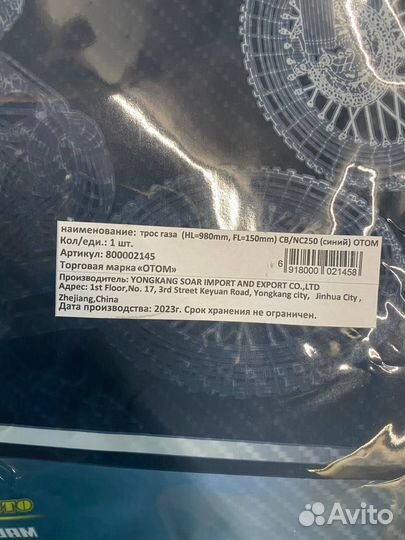 наименование: трос газа (HL=980mm, FL=150mm) CB/NC250 (синий) OTOM
Кол/ед.: 1 шт.
Артикул: 800002145
Торговая марка «ОТОМ»
6 918000 021458
Производитель: YONGKANG SOAR IMPORT AND EXPORT CO.,LTD
Адрес: 1st Floor,No. 17, 3rd Street Keyuan Road, Yongkang city, Jinhua City ,
Zhejiang,China
Дата производства: 2023г. Срок хранения не ограничен.
Avito